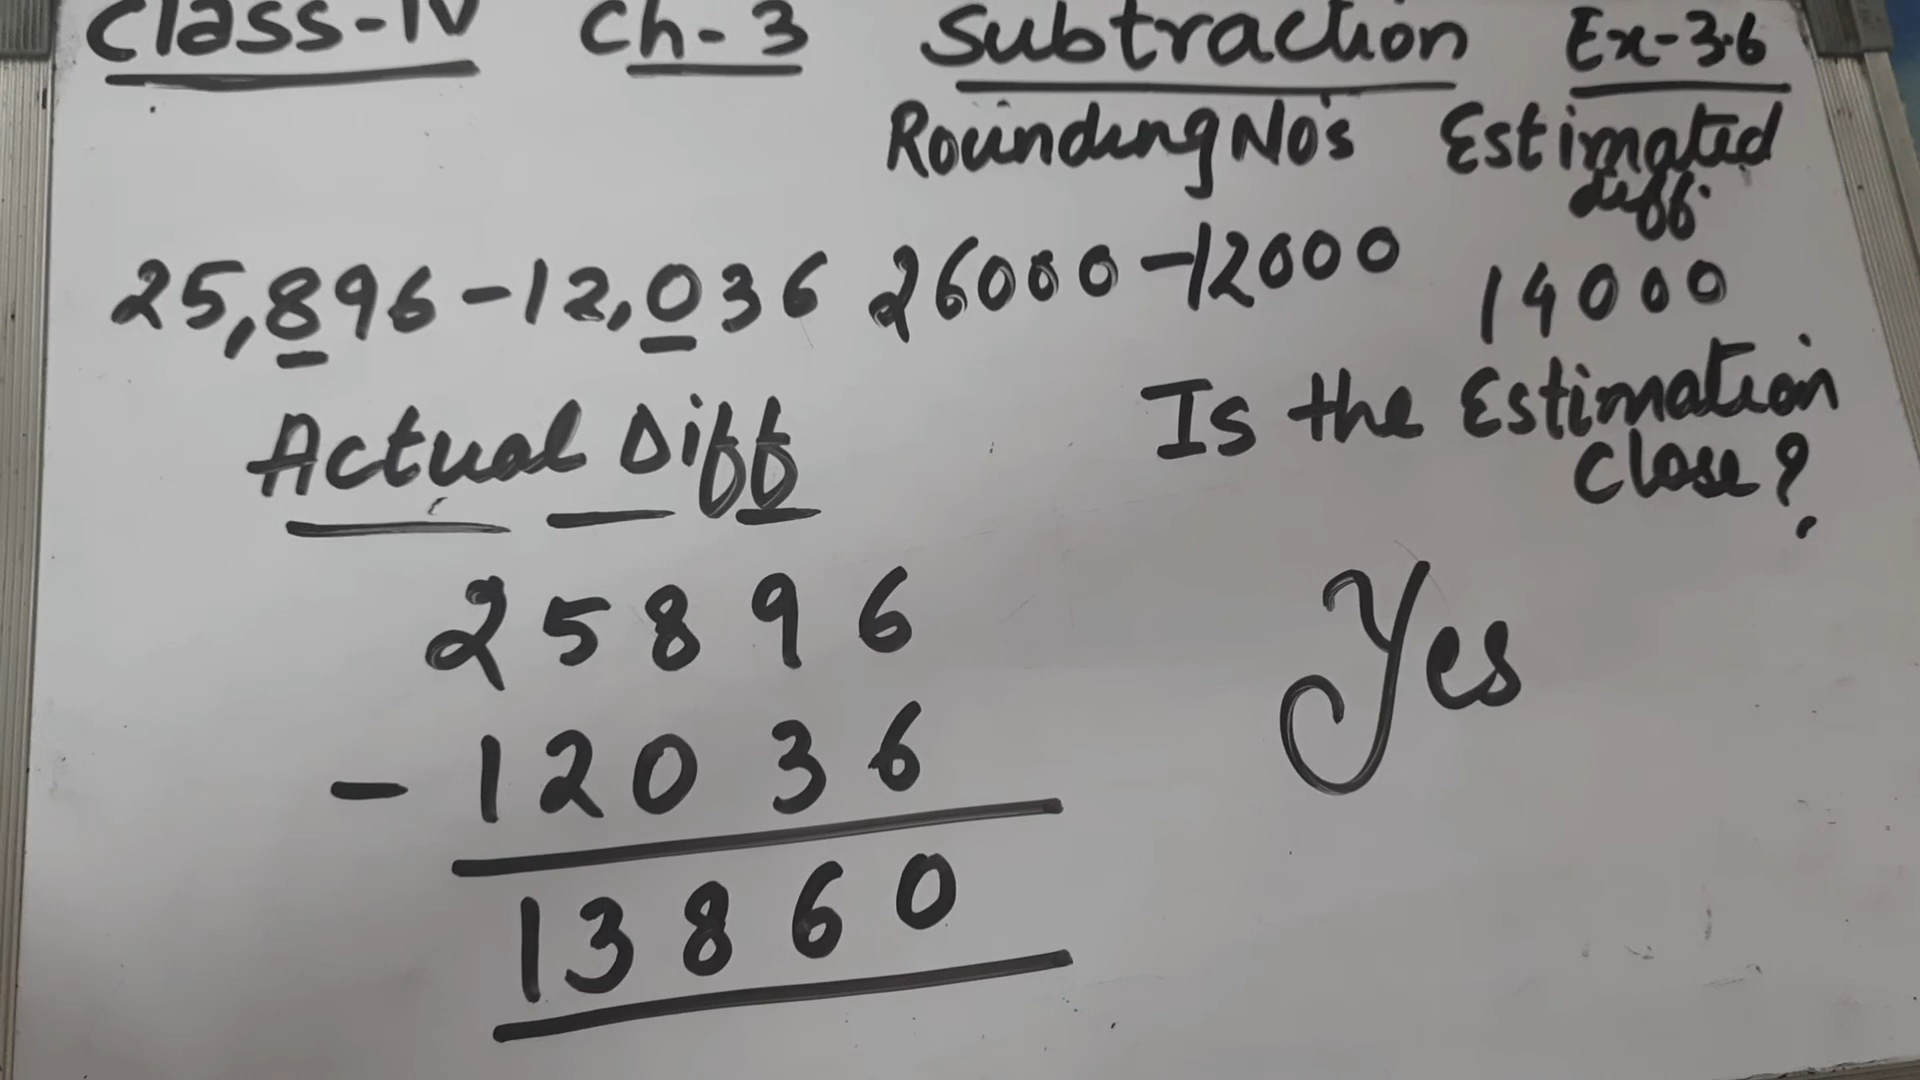 Class-IV Ch-3 Subtraction Ex-3.6
Rounding No's Estimated
diff.
25,896-12,036 26000-12000 14000
Actual Diff
Is the Estimation
Close?
25896
-12036
13860
Yes